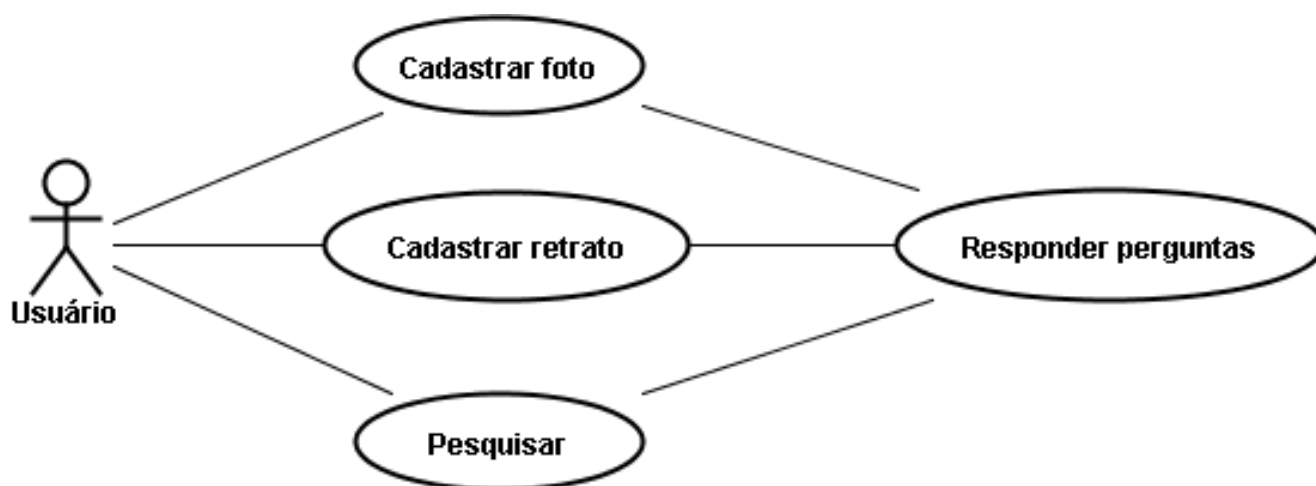 Cadastrar foto
Cadastrar retrato
Responder perguntas
Usuário
Pesquisar